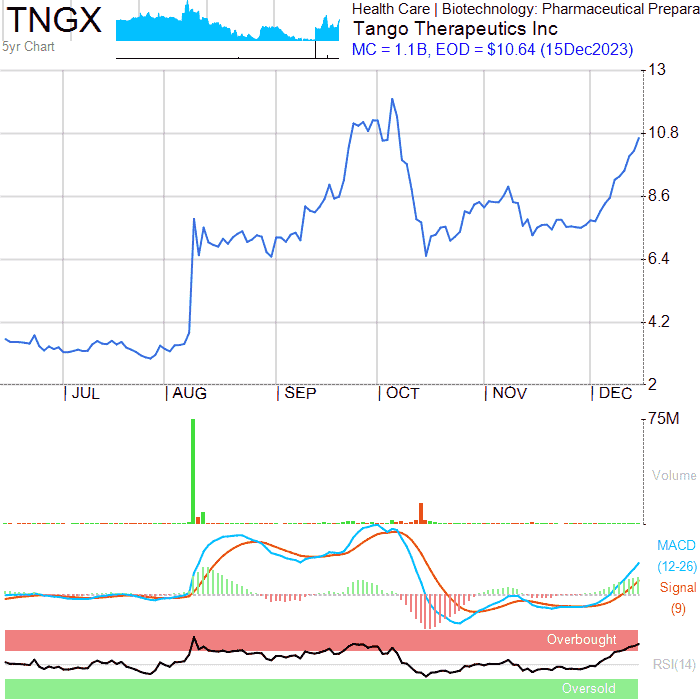 TNGX
5yr Chart
Health Care | Biotechnology: Pharmaceutical Prepara
Tango Therapeutics Inc
MC = 1.1B, EOD = $10.64 (15Dec2023)
13
10.8
8.6
6.4
4.2
2
JUL
AUG
SEP
OCT
NOV
DEC
75M
Volume
MACD
(12-26)
Signal
(9)
Overbought
RSI(14)
Oversold